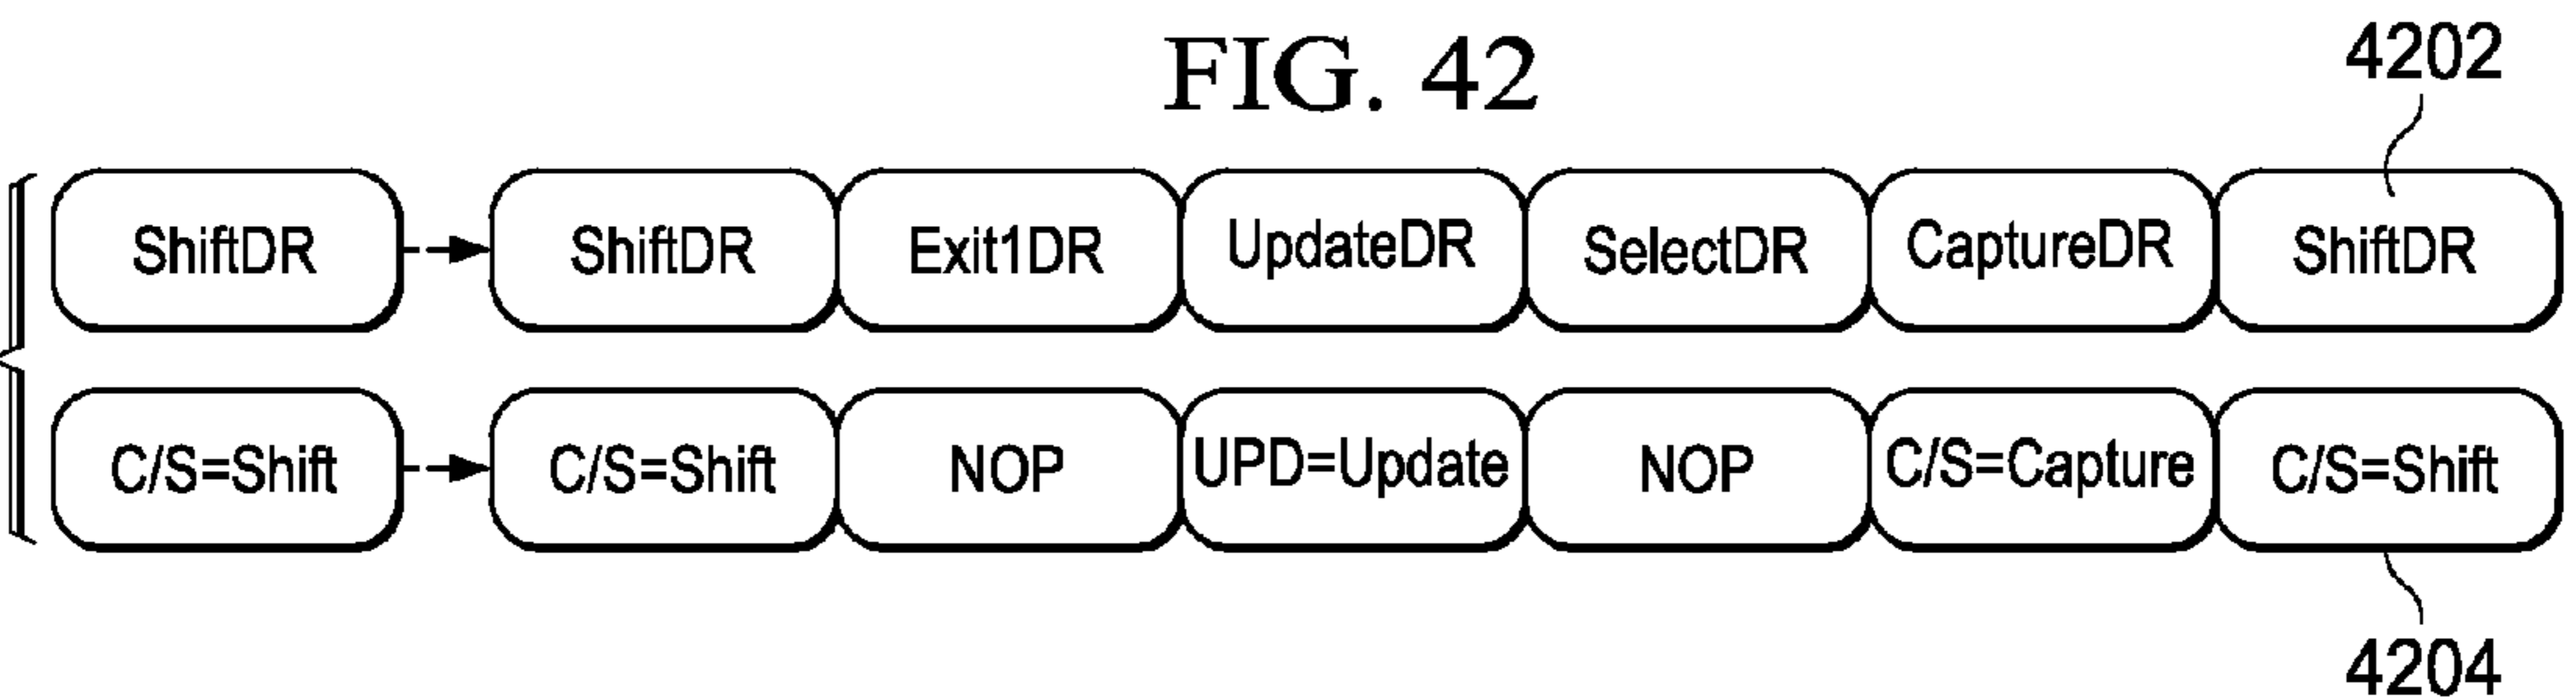 FIG. 42
4202
ShiftDR ShiftDR Exit1DR UpdateDR SelectDR CaptureDR ShiftDR
C/S=Shift C/S=Shift NOP UPD=Update NOP C/S=Capture C/S=Shift
4204